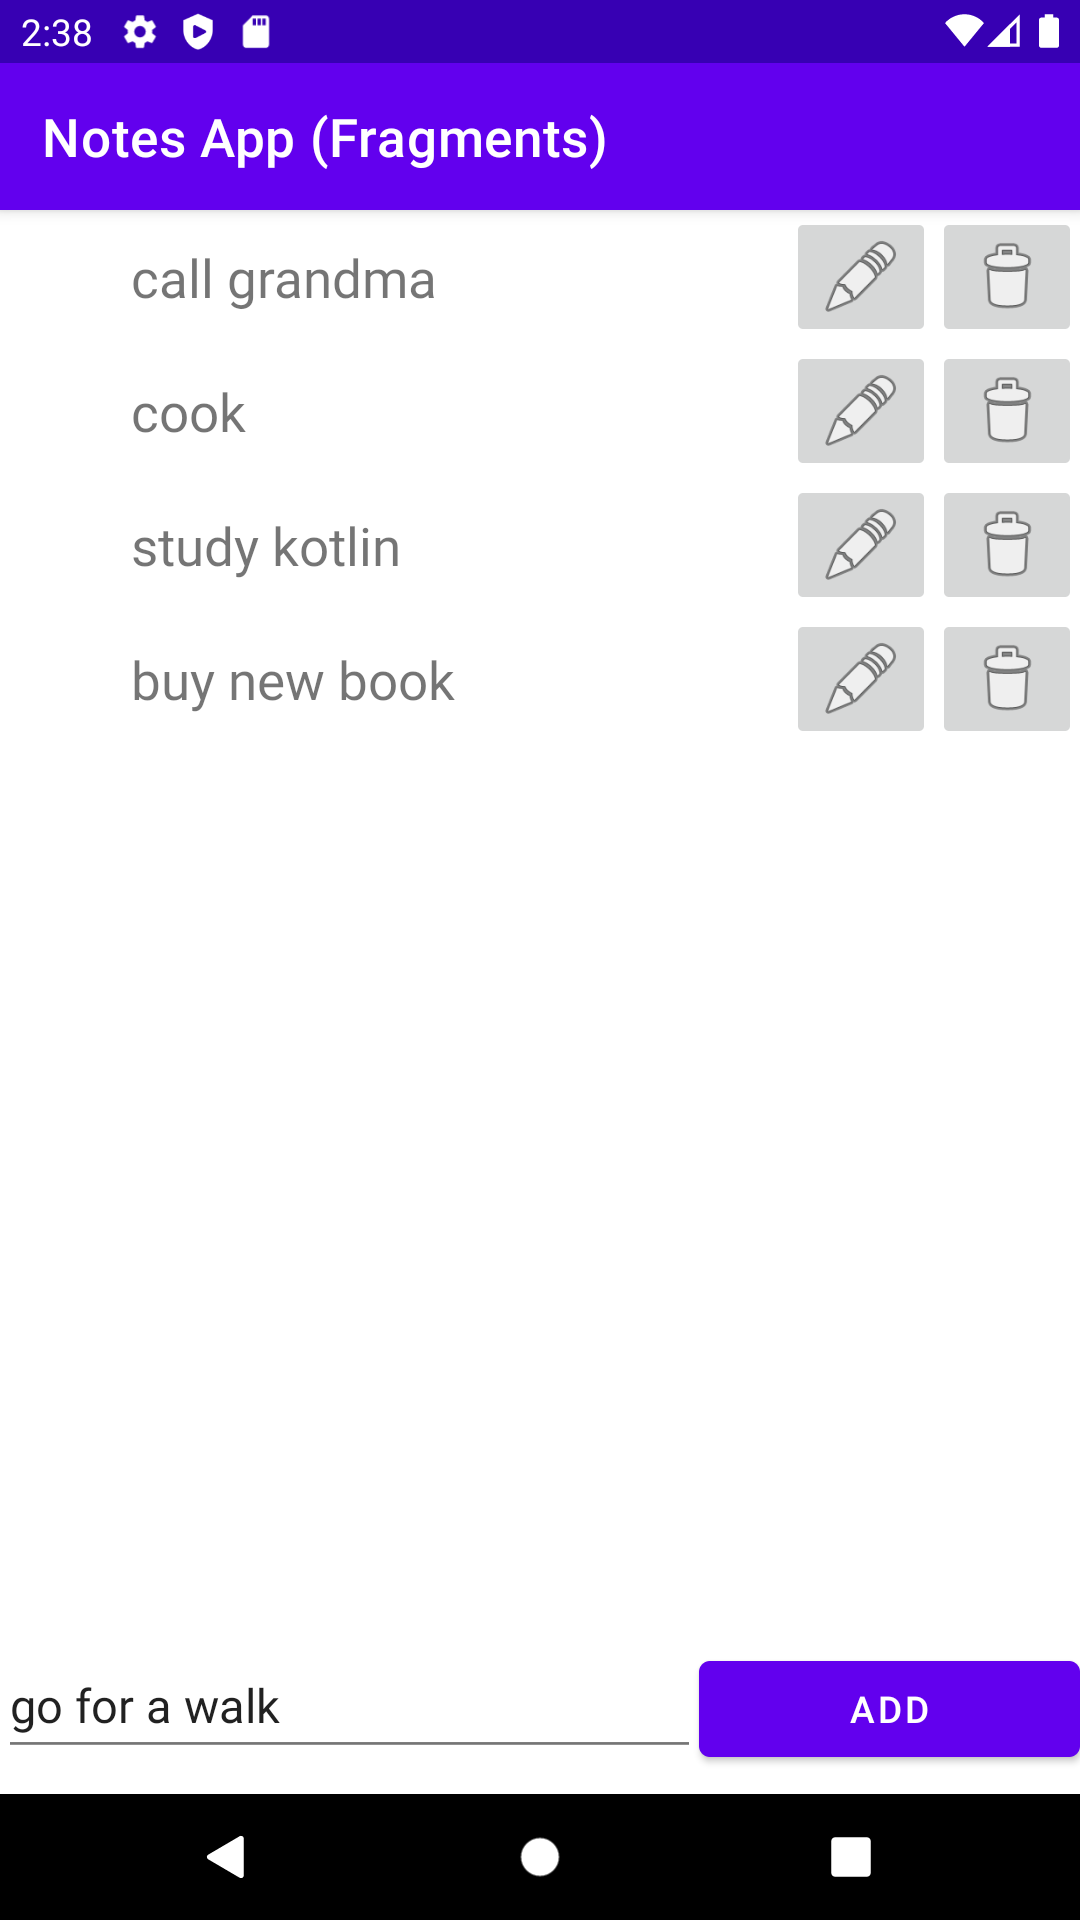 2:38
Notes App (Fragments)
call grandma
cook
study kotlin
buy new book
go for a walk
ADD